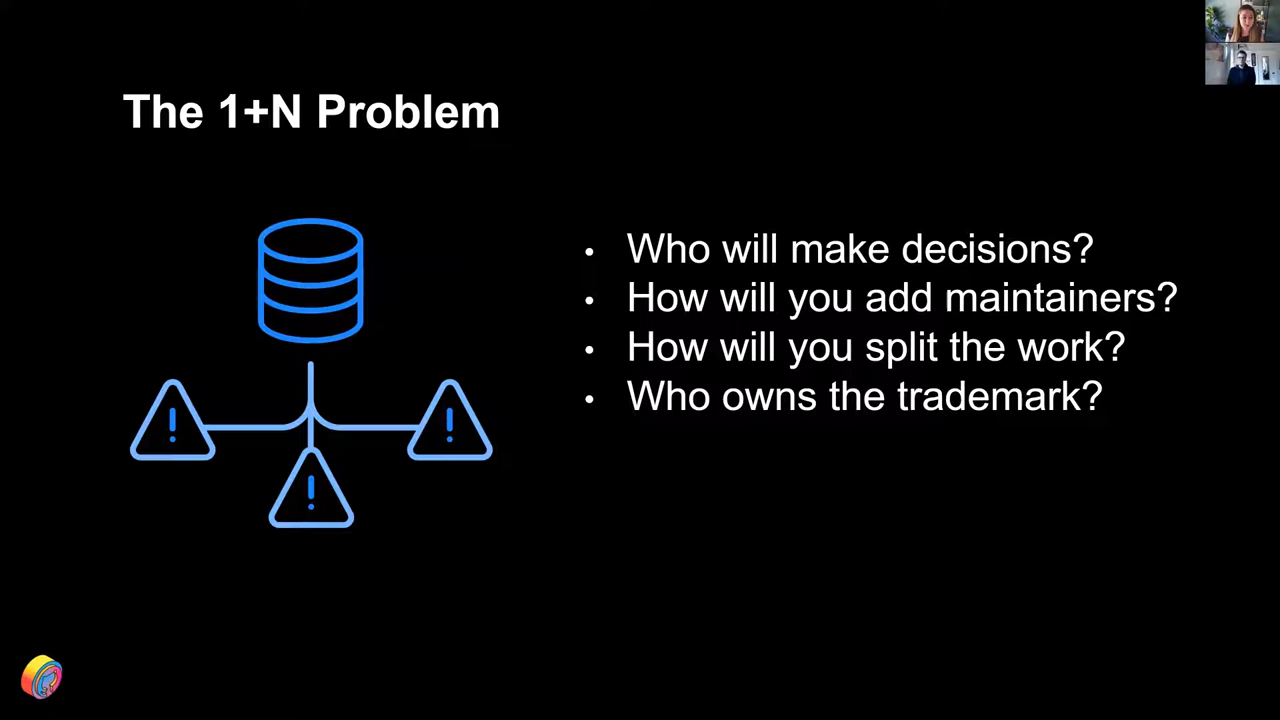 The 1+N Problem
• Who will make decisions?
• How will you add maintainers?
• How will you split the work?
• Who owns the trademark?